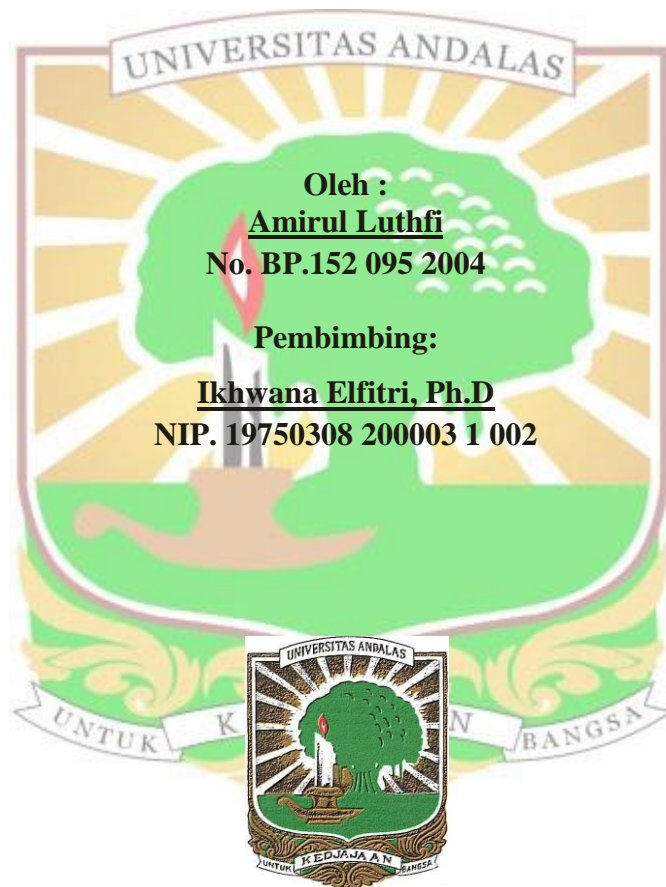 UNIVERSITAS ANDALAS
Oleh :
Amirul Luthfi
No. BP.152 095 2004
Pembimbing:
Ikhwana Elfitri, Ph.D
NIP. 19750308 200003 1 002
UNIVERSITAS ANDALAS
UNTUK K N BANGSA
UNTUK KEDJAJAAN BANGSA